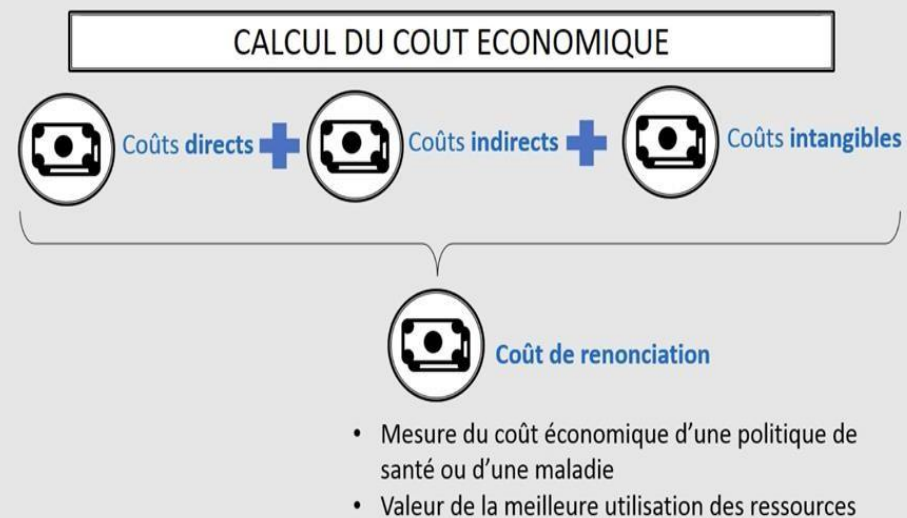 CALCUL DU COUT ECONOMIQUE
Coûts directs + Coûts indirects + Coûts intangibles
Coût de renonciation
• Mesure du coût économique d'une politique de
santé ou d'une maladie
• Valeur de la meilleure utilisation des ressources